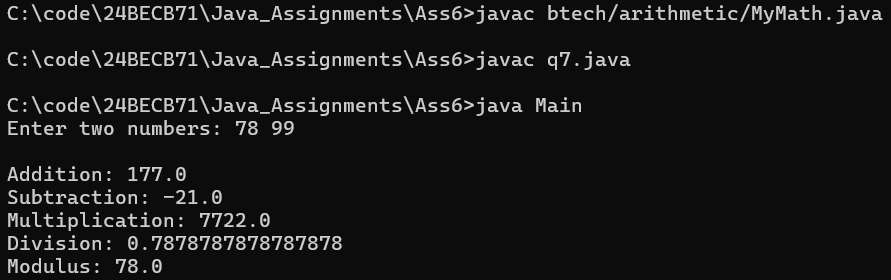 C:\code\24BECB71\Java_Assignments\Ass6>javac btech/arithmetic/MyMath.java
C:\code\24BECB71\Java_Assignments\Ass6>javac q7.java
C:\code\24BECB71\Java_Assignments\Ass6>java Main
Enter two numbers: 78 99
Addition: 177.0
Subtraction: -21.0
Multiplication: 7722.0
Division: 0.7878787878787878
Modulus: 78.0